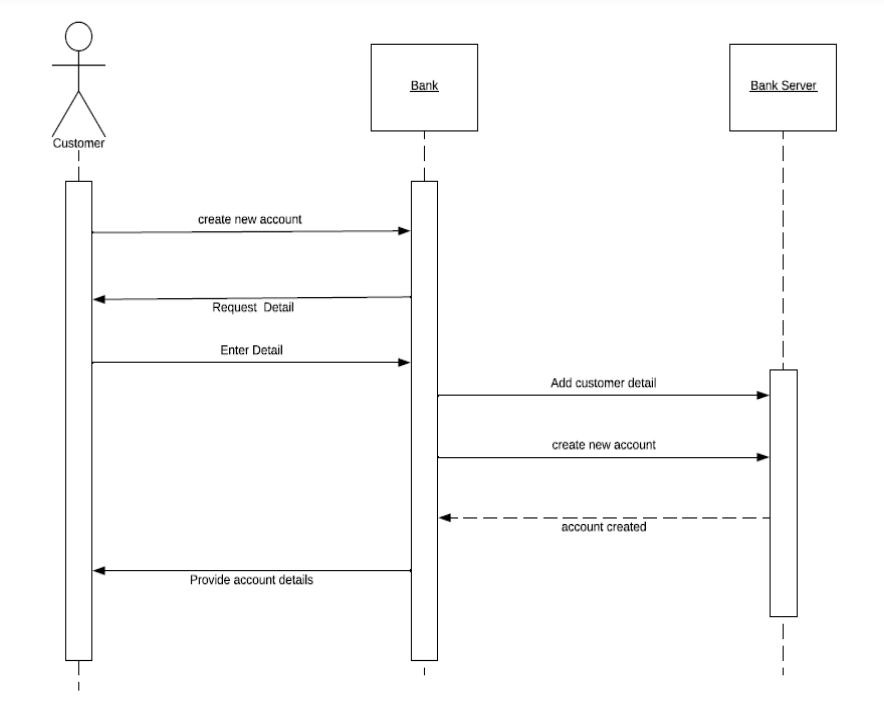 Bank
Bank Server
Customer
create new account
Request Detail
Enter Detail
Add customer detail
create new account
account created
Provide account details